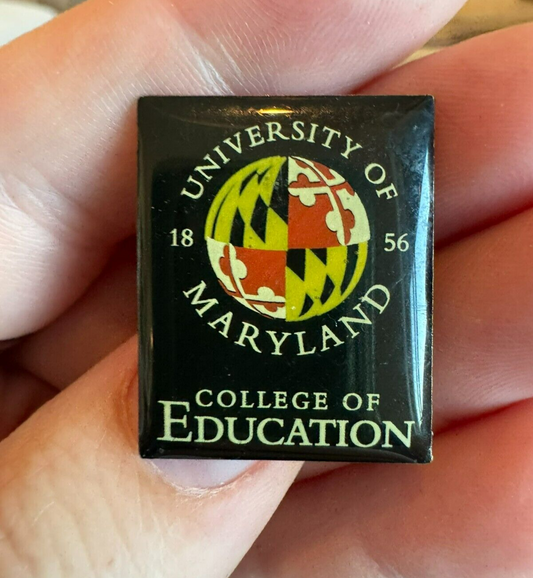 UNIVERSITY OF
18 56
MARYLAND
COLLEGE OF
EDUCATION